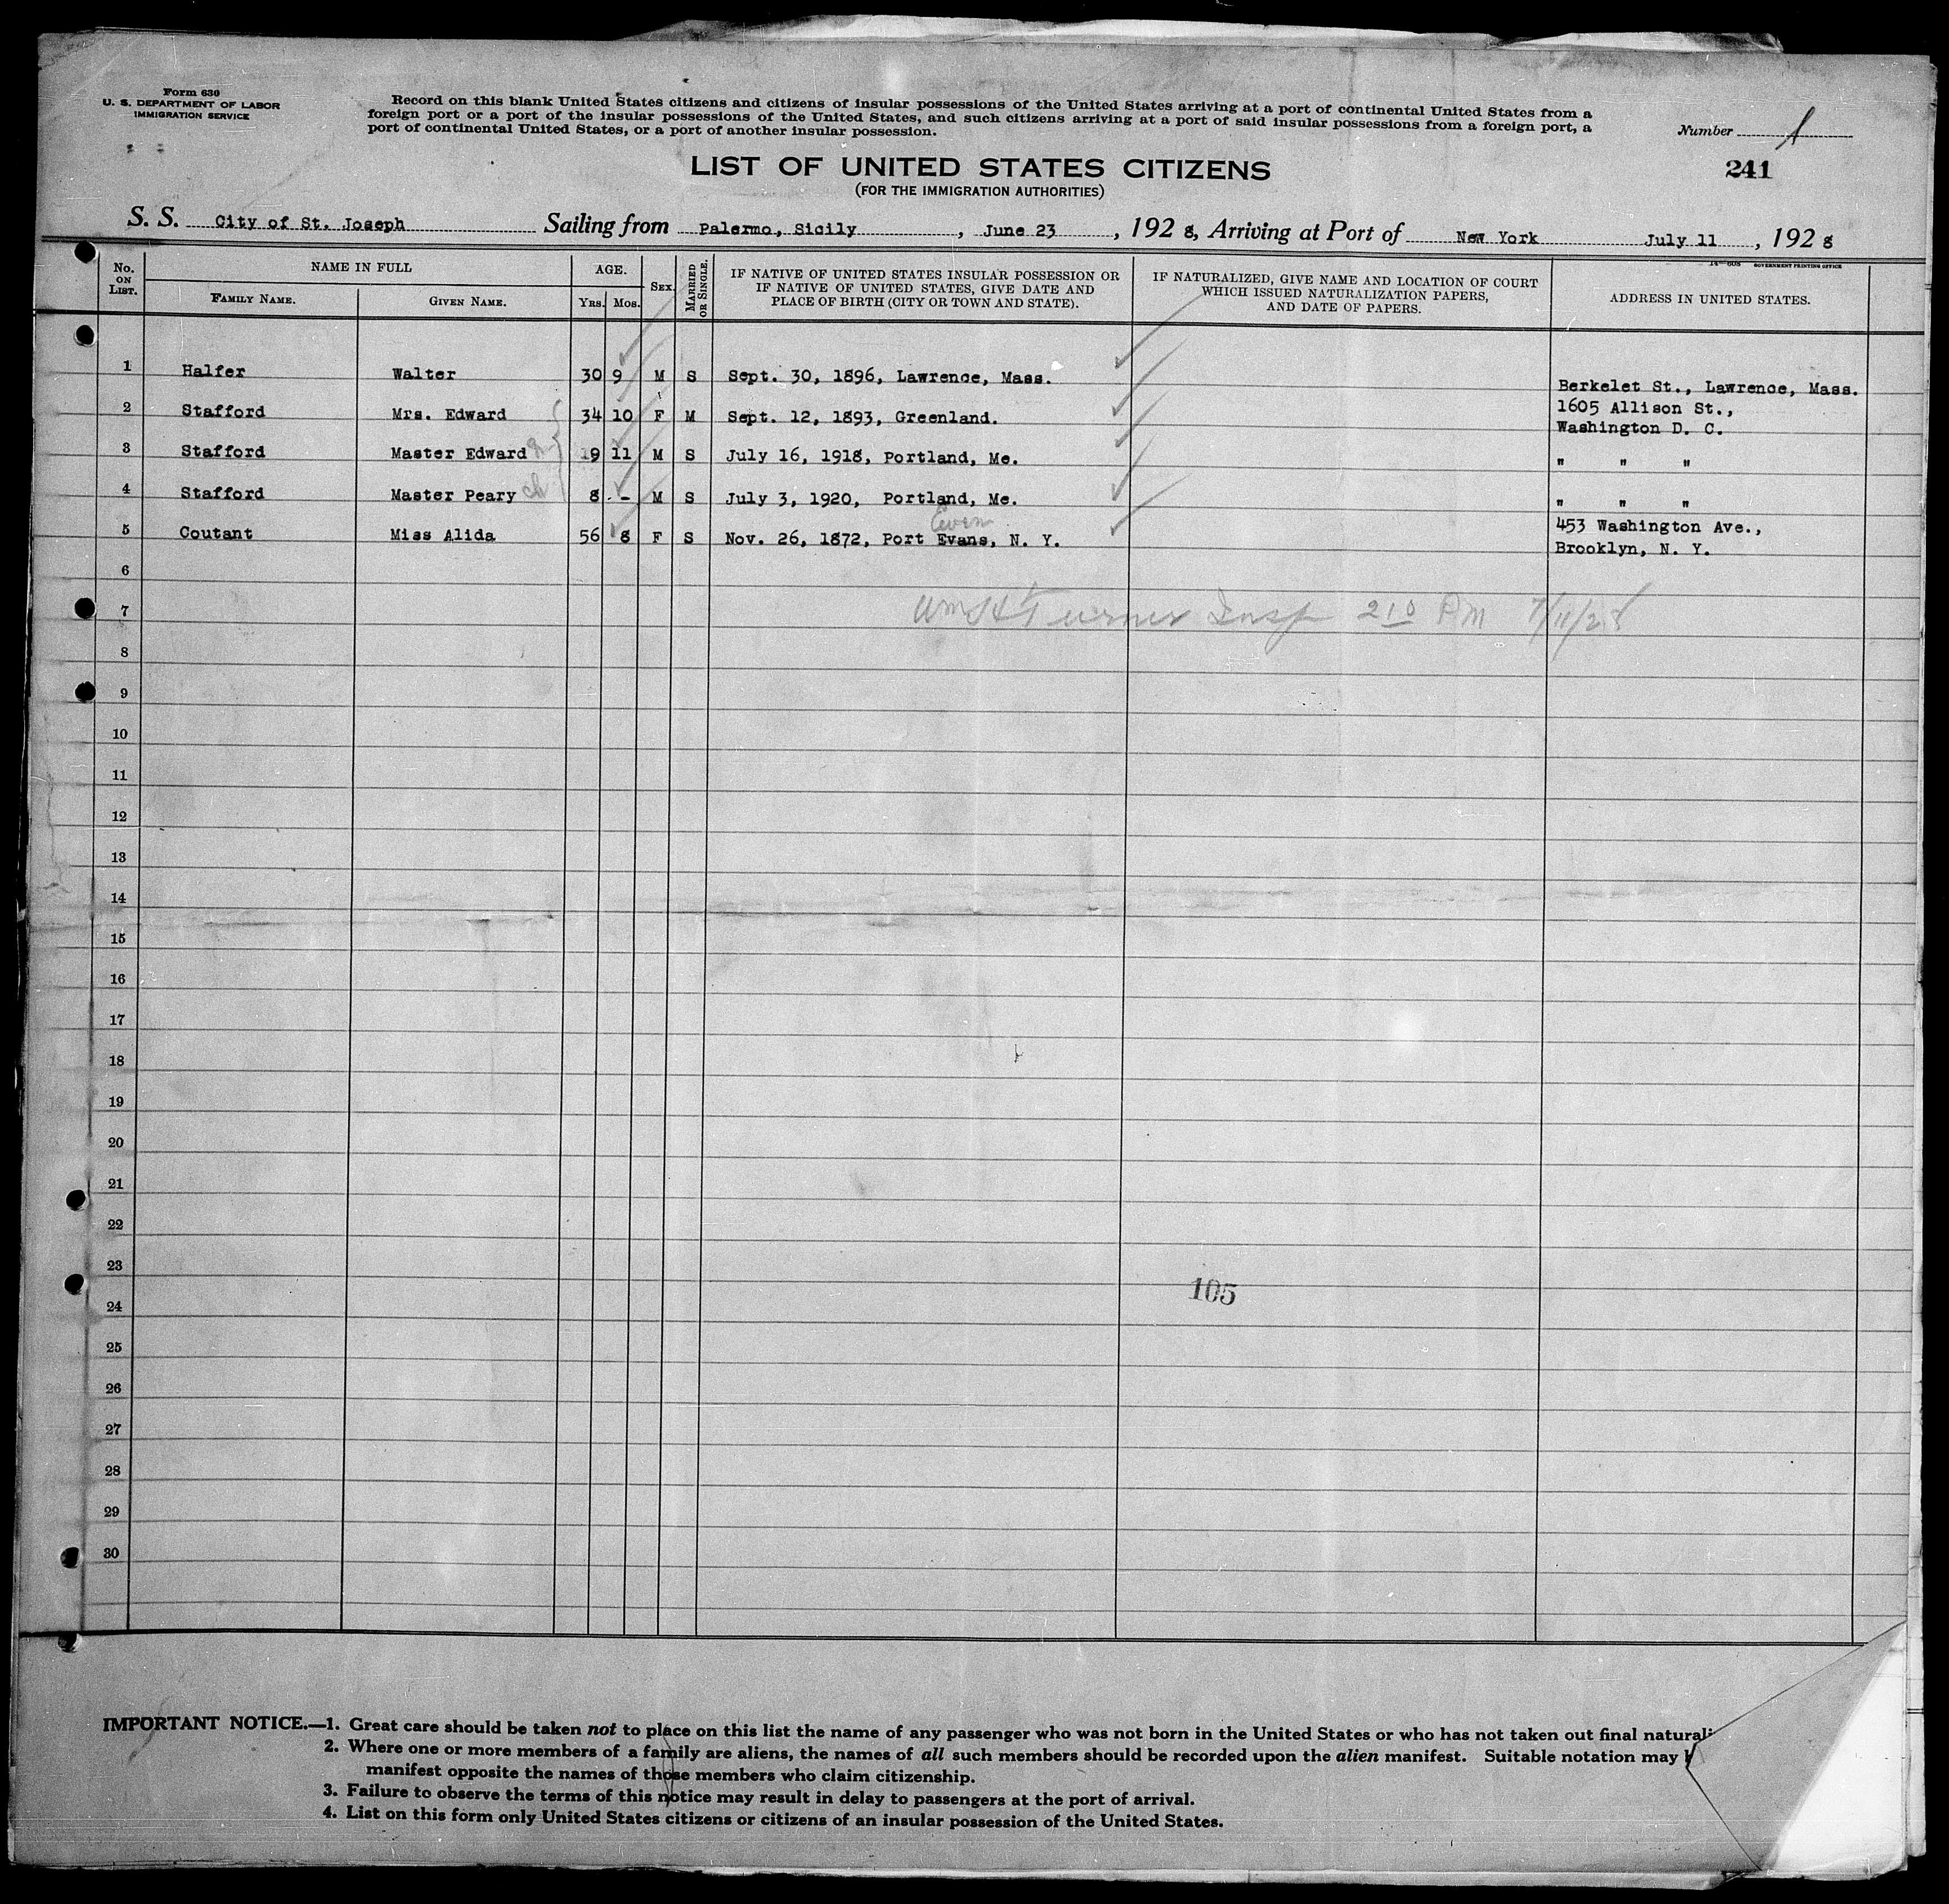 Form 630
U. S. DEPARTMENT OF LABOR
IMMIGRATION SERVICE
Record on this blank United States citizens and citizens of insular possessions of the United States arriving at a port of continental United States from a
foreign port or a port of the insular possessions of the United States, and such citizens arriving at a port of said insular possessions from a foreign port, a
port of continental United States, or a port of another insular possession.
Number 1
241
LIST OF UNITED STATES CITIZENS
(FOR THE IMMIGRATION AUTHORITIES)
S. S. City of St. Joseph Sailing from Palermo, Sicily, June 23, 192 8, Arriving at Port of New York July 11, 192 8
14—608 GOVERNMENT PRINTING OFFICE
No. ON LIST. NAME IN FULL AGE. SEX. MARRIED OR SINGLE. IF NATIVE OF UNITED STATES INSULAR POSSESSION OR IF NATIVE OF UNITED STATES, GIVE DATE AND PLACE OF BIRTH (CITY OR TOWN AND STATE). IF NATURALIZED, GIVE NAME AND LOCATION OF COURT WHICH ISSUED NATURALIZATION PAPERS, AND DATE OF PAPERS. ADDRESS IN UNITED STATES.
FAMILY NAME. GIVEN NAME. Yrs. Mos.
1 Halfer Walter 30 9 M S Sept. 30, 1896, Lawrence, Mass. Berkelet St., Lawrence, Mass.
2 Stafford Mrs. Edward 34 10 F M Sept. 12, 1893, Greenland. 1605 Allison St.,
Washington D. C.
3 Stafford Master Edward 19 11 M S July 16, 1918, Portland, Me. " " "
4 Stafford Master Peary ch 8 - M S July 3, 1920, Portland, Me. " " "
5 Coutant Miss Alida 56 8 F S Nov. 26, 1872, Port Evans, N. Y. 453 Washington Ave.,
Brooklyn, N. Y.
6
7 Wm H Turner Insp 2 10 PM 7/11/28
8
9
10
11
12
13
14
15
16
17
18
19
20
21
22
23
105
24
25
26
27
28
29
30
IMPORTANT NOTICE.—1. Great care should be taken not to place on this list the name of any passenger who was not born in the United States or who has not taken out final naturali
2. Where one or more members of a family are aliens, the names of all such members should be recorded upon the alien manifest. Suitable notation may
manifest opposite the names of those members who claim citizenship.
3. Failure to observe the terms of this notice may result in delay to passengers at the port of arrival.
4. List on this form only United States citizens or citizens of an insular possession of the United States.